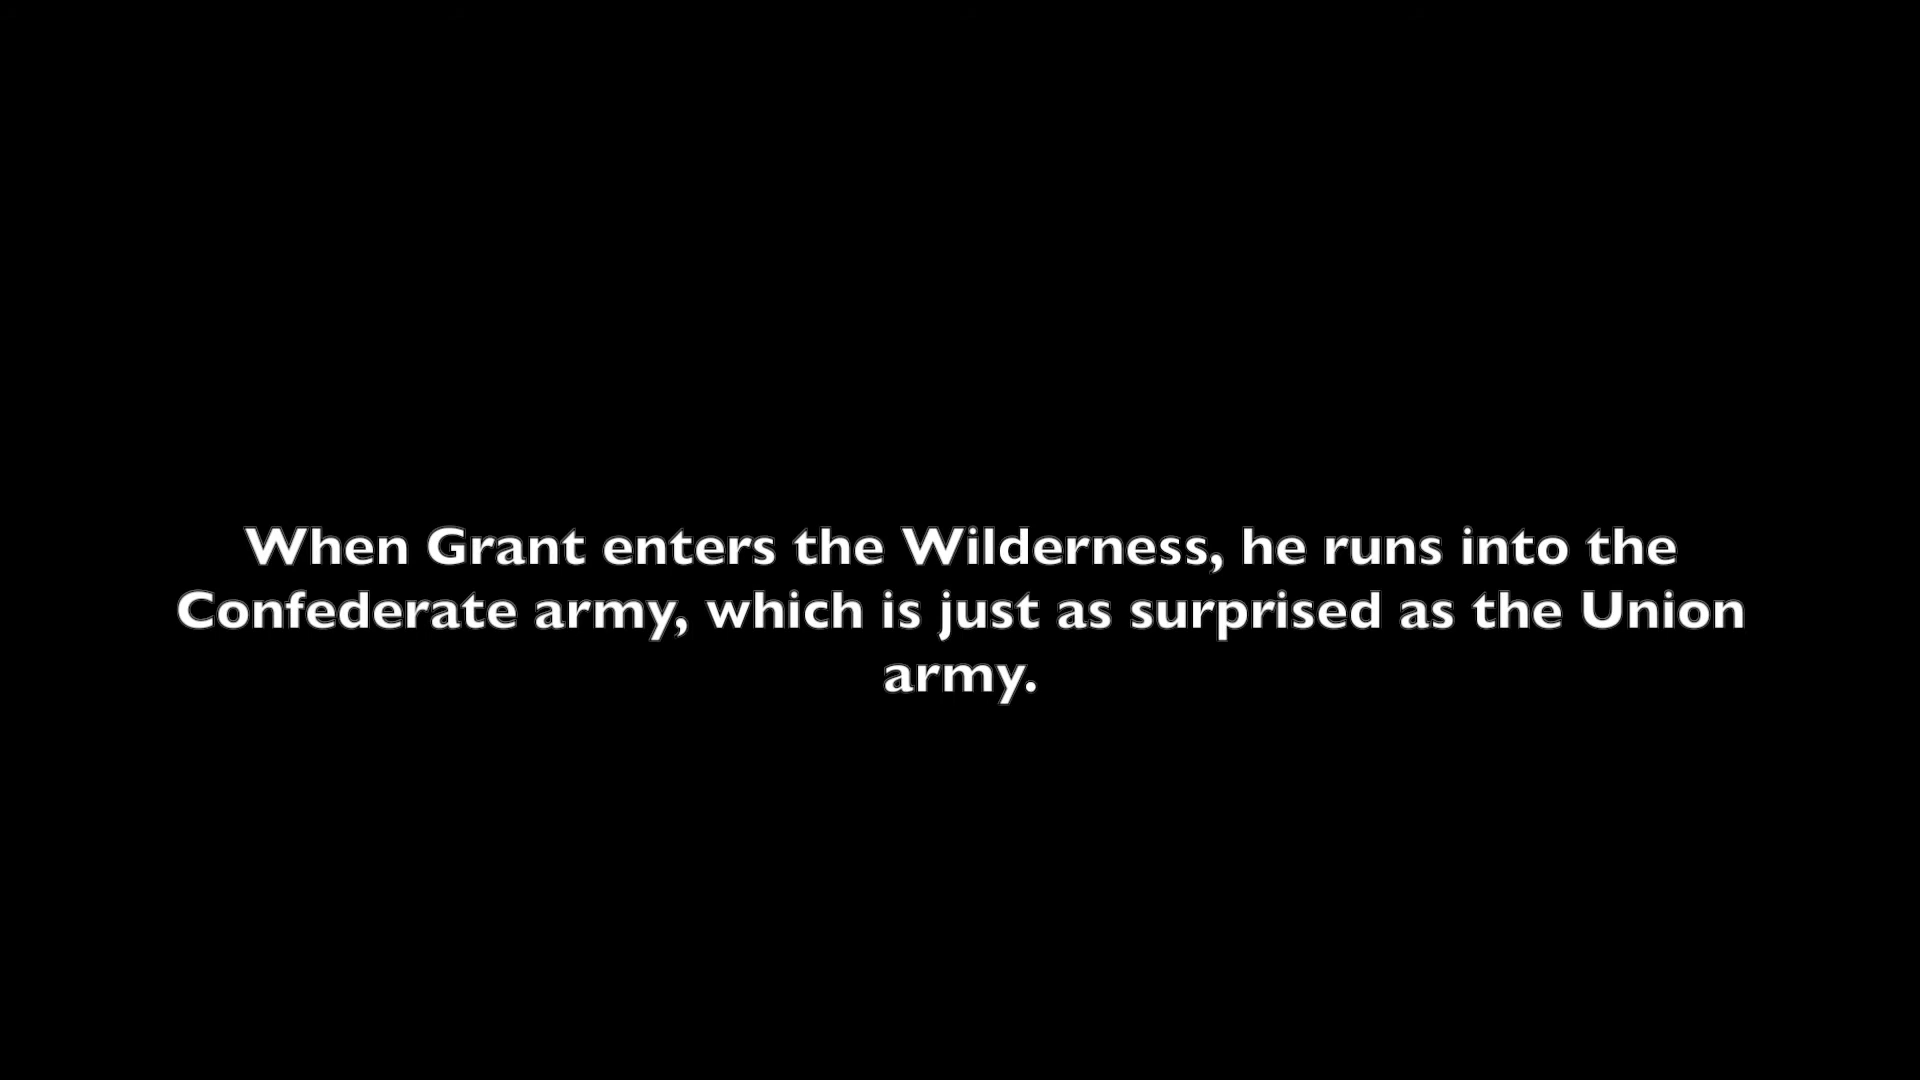 When Grant enters the Wilderness, he runs into the
Confederate army, which is just as surprised as the Union
army.